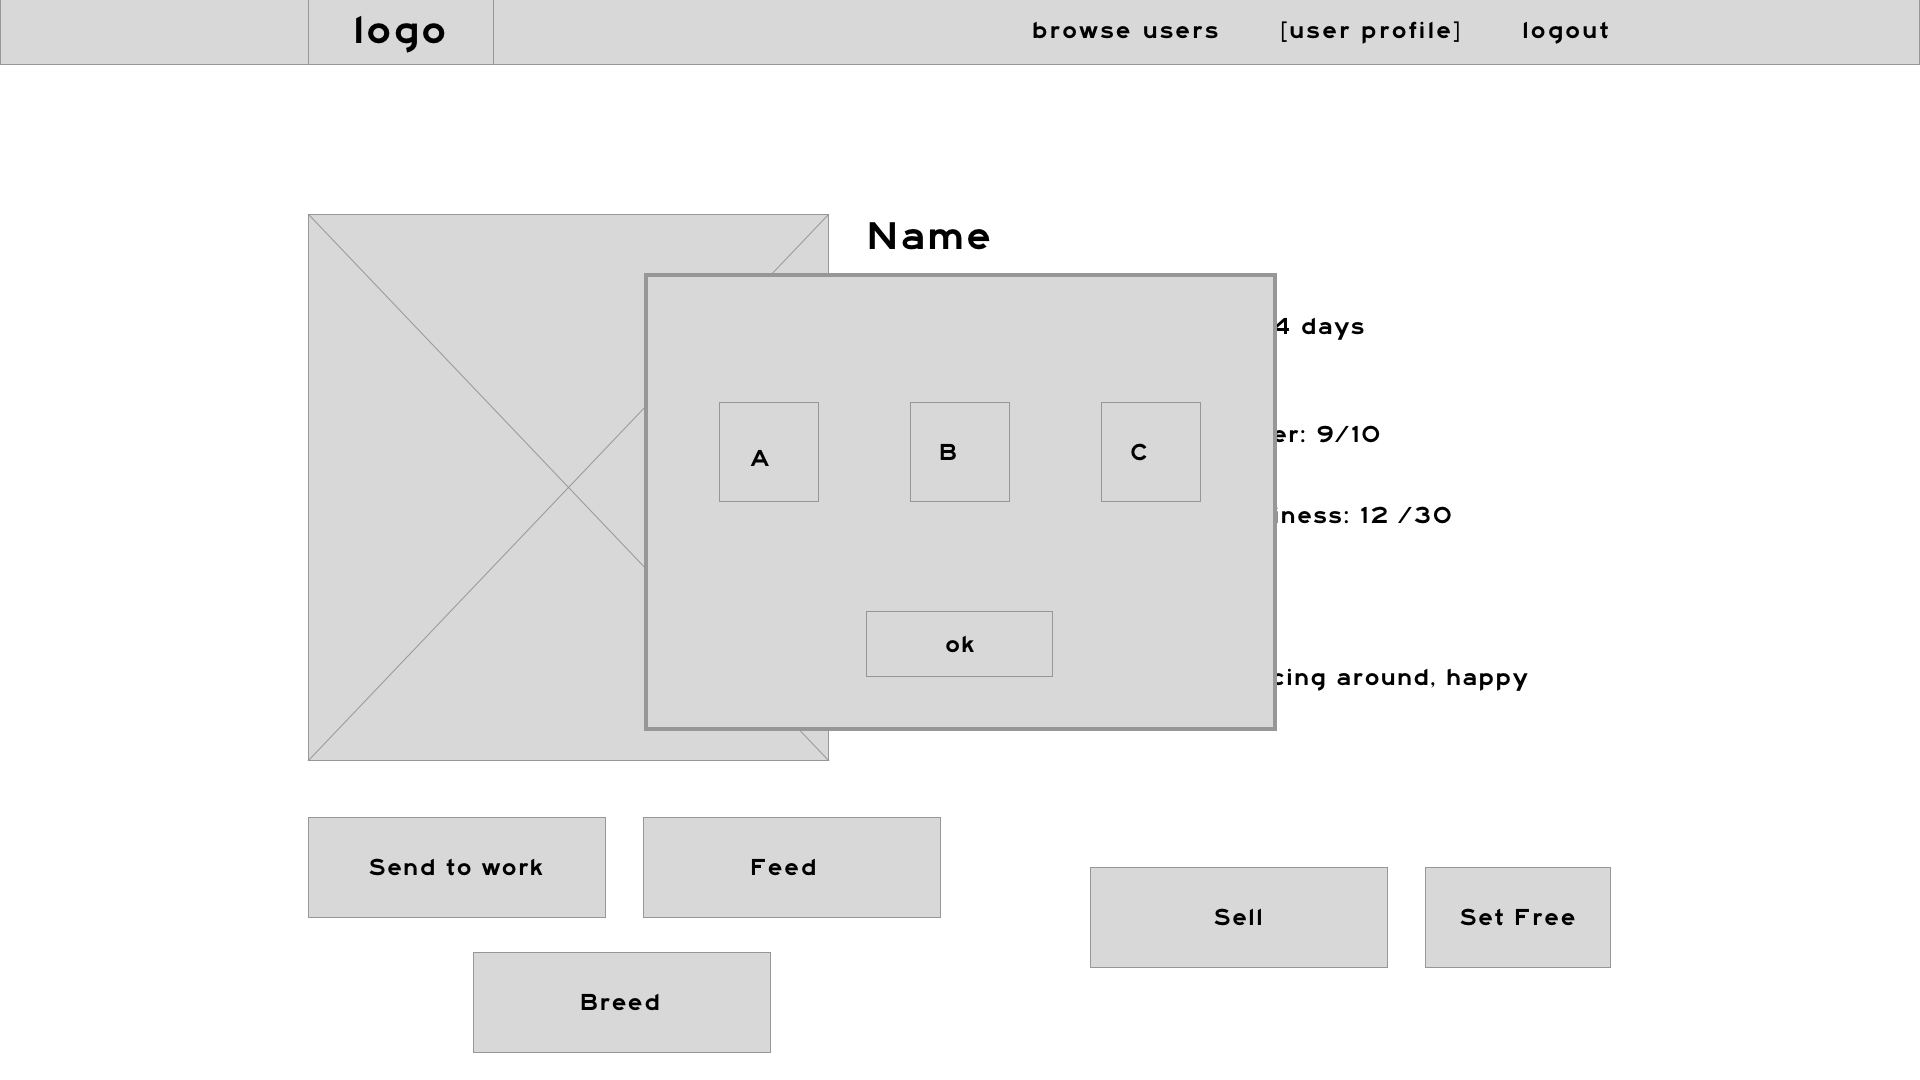 logo
browse users [user profile] logout
Name
4 days
er: 9/10
iness: 12 /30
cing around, happy
A B C
ok
Send to work Feed
Sell Set Free
Breed